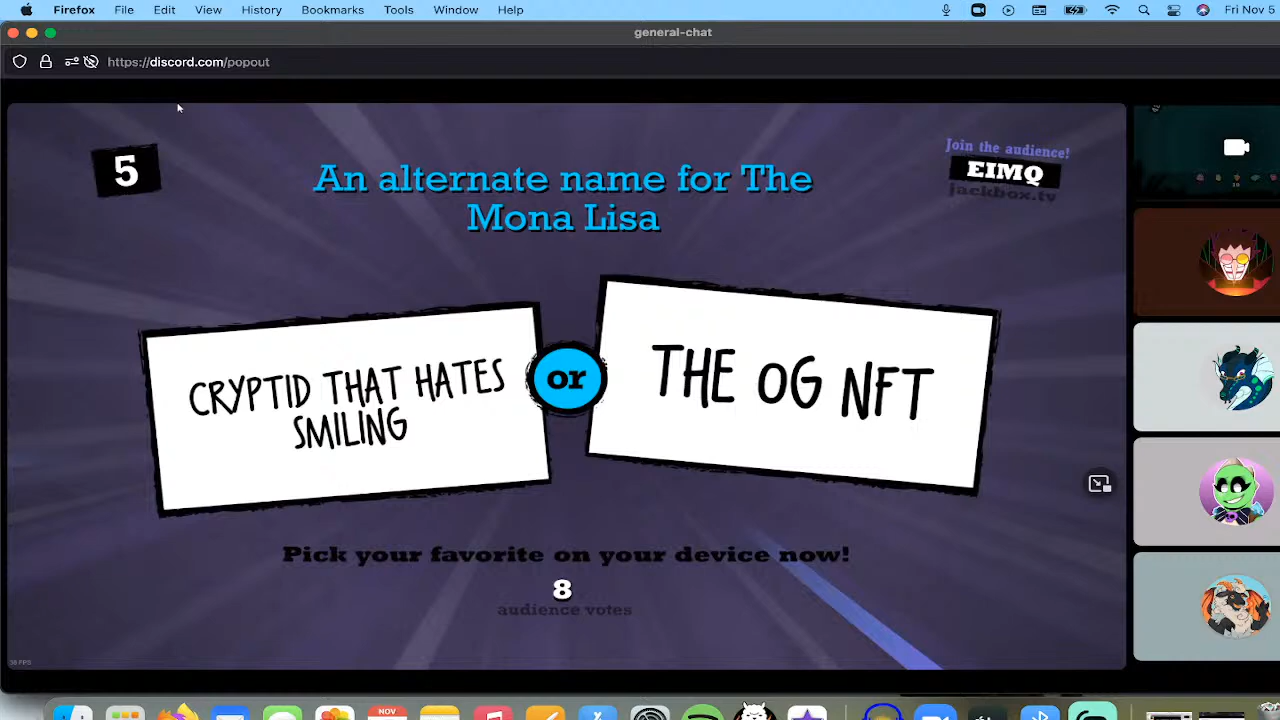 Firefox File Edit View History Bookmarks Tools Window Help Fri Nov 5
general-chat
https://discord.com/popout
5
Join the audience!
EIMQ
jackbox.tv
An alternate name for The
Mona Lisa
CRYPTID THAT HATES
SMILING
or
THE OG NFT
Pick your favorite on your device now!
8
audience votes
36 FPS
NOV